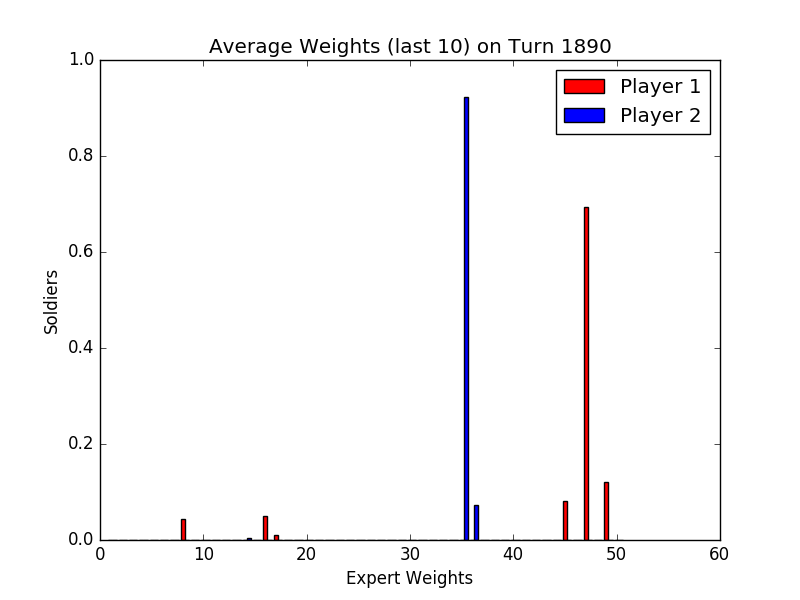 Average Weights (last 10) on Turn 1890
1.0
0.8
0.6
0.4
0.2
0.0
Soldiers
Player 1
Player 2
0 10 20 30 40 50 60
Expert Weights